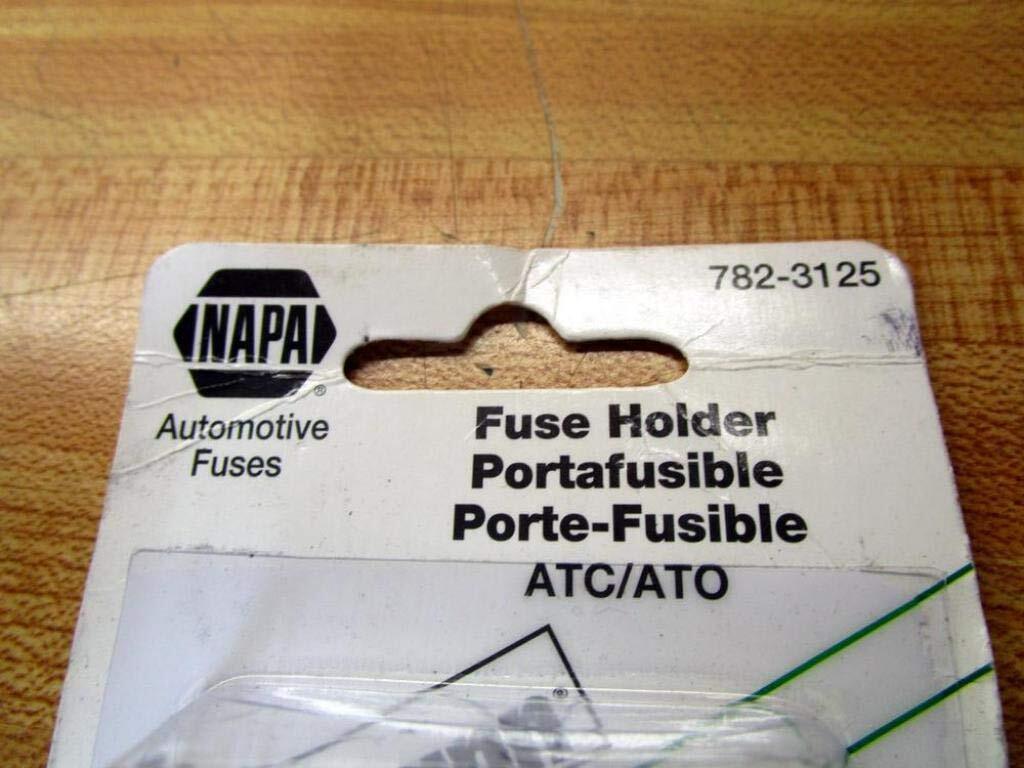 NAPA
®
Automotive
Fuses
782-3125
Fuse Holder
Portafusible
Porte-Fusible
ATC/ATO
®